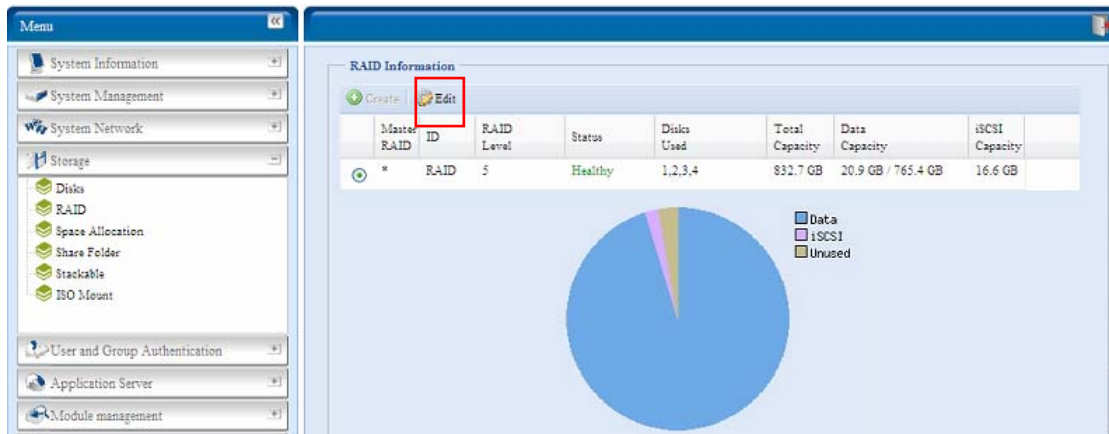 Menu
System Information
System Management
System Network
Storage
Disks
RAID
Space Allocation
Share Folder
Stackable
ISO Mount
User and Group Authentication
Application Server
Module management
RAID Information
Create Edit
Master RAID ID RAID Level Status Disks Used Total Capacity Data Capacity iSCSI Capacity
* RAID 5 Healthy 1,2,3,4 832.7 GB 20.9 GB / 765.4 GB 16.6 GB
Data
iSCSI
Unused